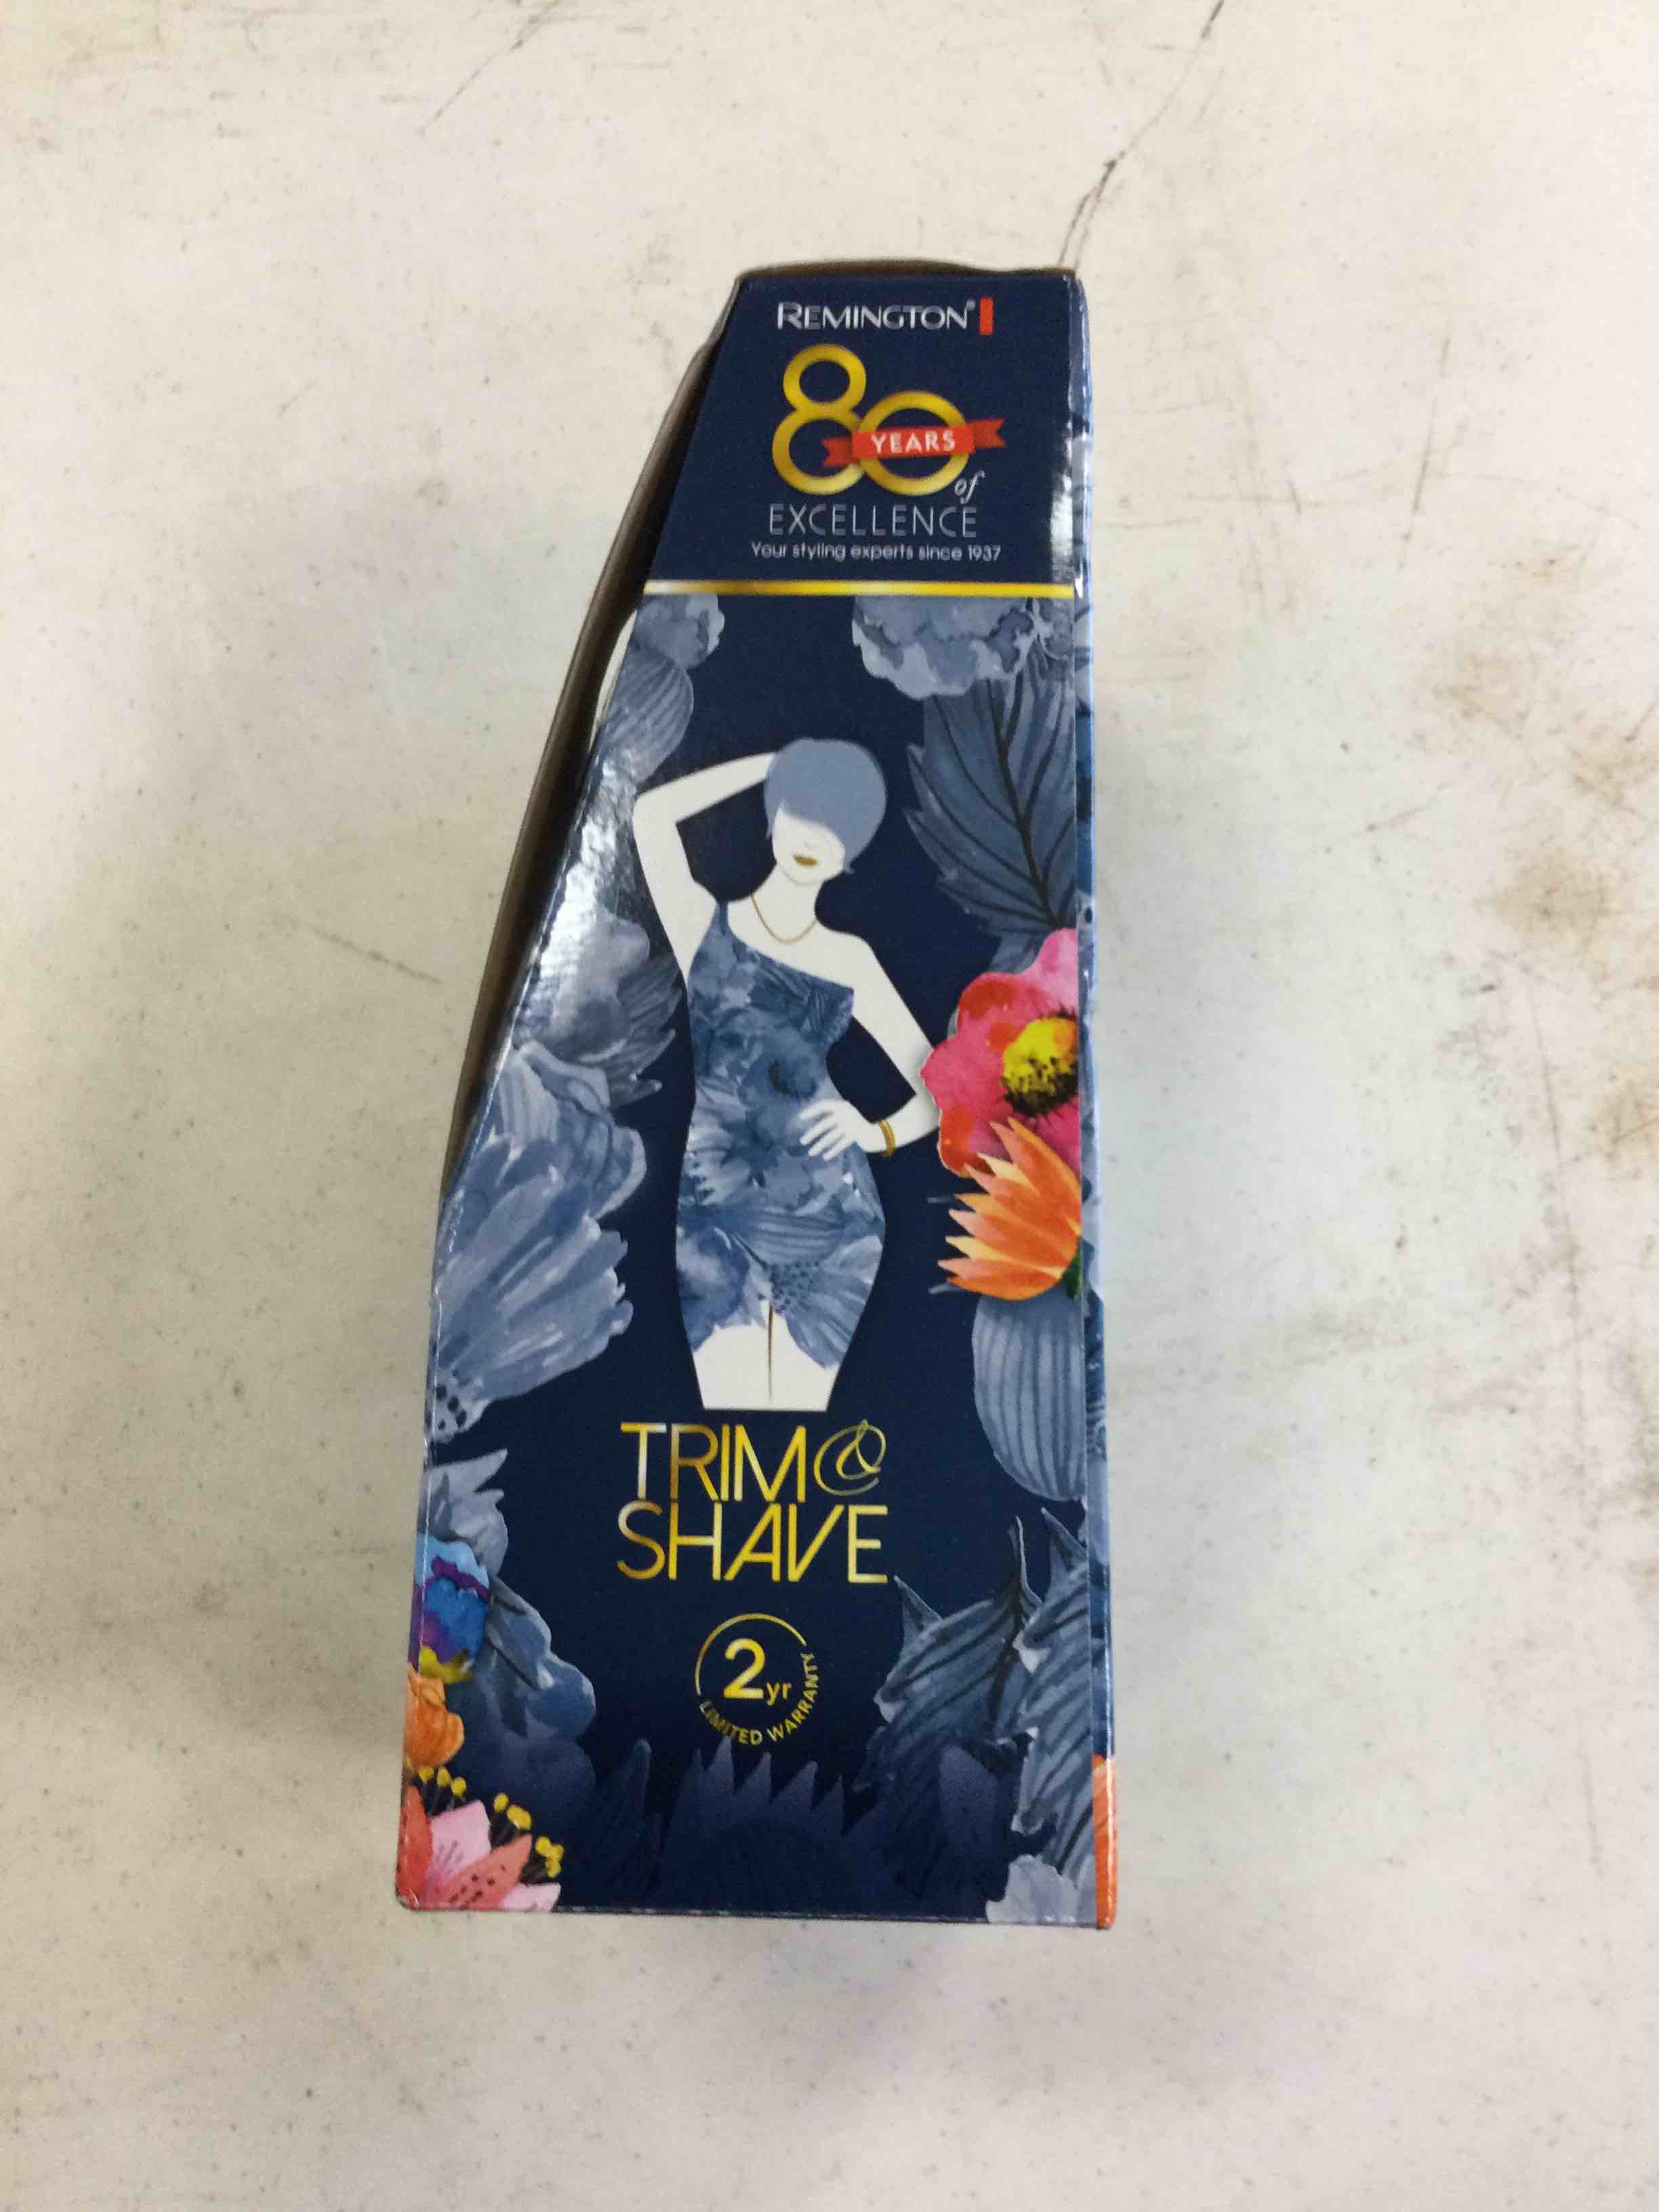 REMINGTON®
80
YEARS
of
EXCELLENCE
Your styling experts since 1937
TRIM &
SHAVE
2yr
LIMITED WARRANTY